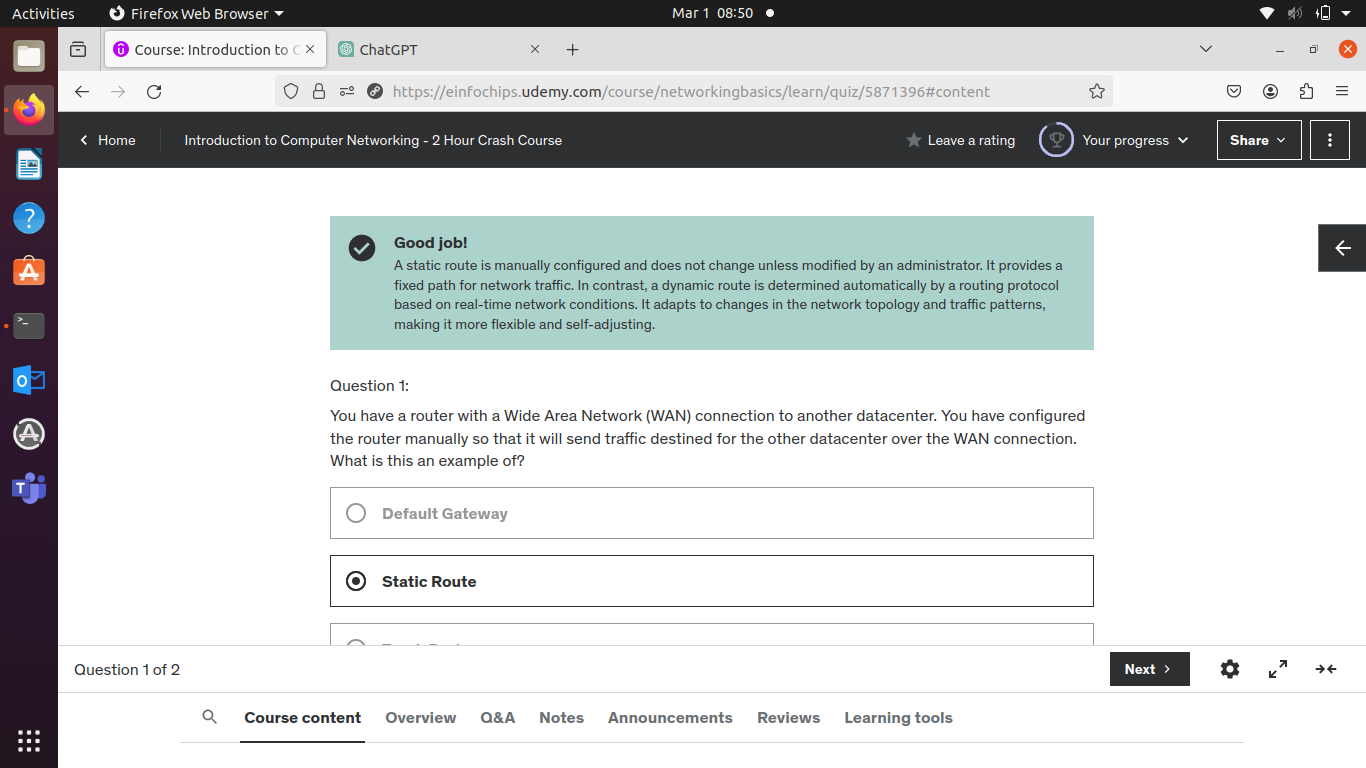 Activities
Firefox Web Browser
Mar 1 08:50
Course: Introduction to C
ChatGPT
https://einfochips.udemy.com/course/networkingbasics/learn/quiz/5871396#content
Home
Introduction to Computer Networking - 2 Hour Crash Course
Leave a rating
Your progress
Share
Good job!
A static route is manually configured and does not change unless modified by an administrator. It provides a
fixed path for network traffic. In contrast, a dynamic route is determined automatically by a routing protocol
based on real-time network conditions. It adapts to changes in the network topology and traffic patterns,
making it more flexible and self-adjusting.
Question 1:
You have a router with a Wide Area Network (WAN) connection to another datacenter. You have configured
the router manually so that it will send traffic destined for the other datacenter over the WAN connection.
What is this an example of?
Default Gateway
Static Route
Question 1 of 2
Next
Course content
Overview
Q&A
Notes
Announcements
Reviews
Learning tools